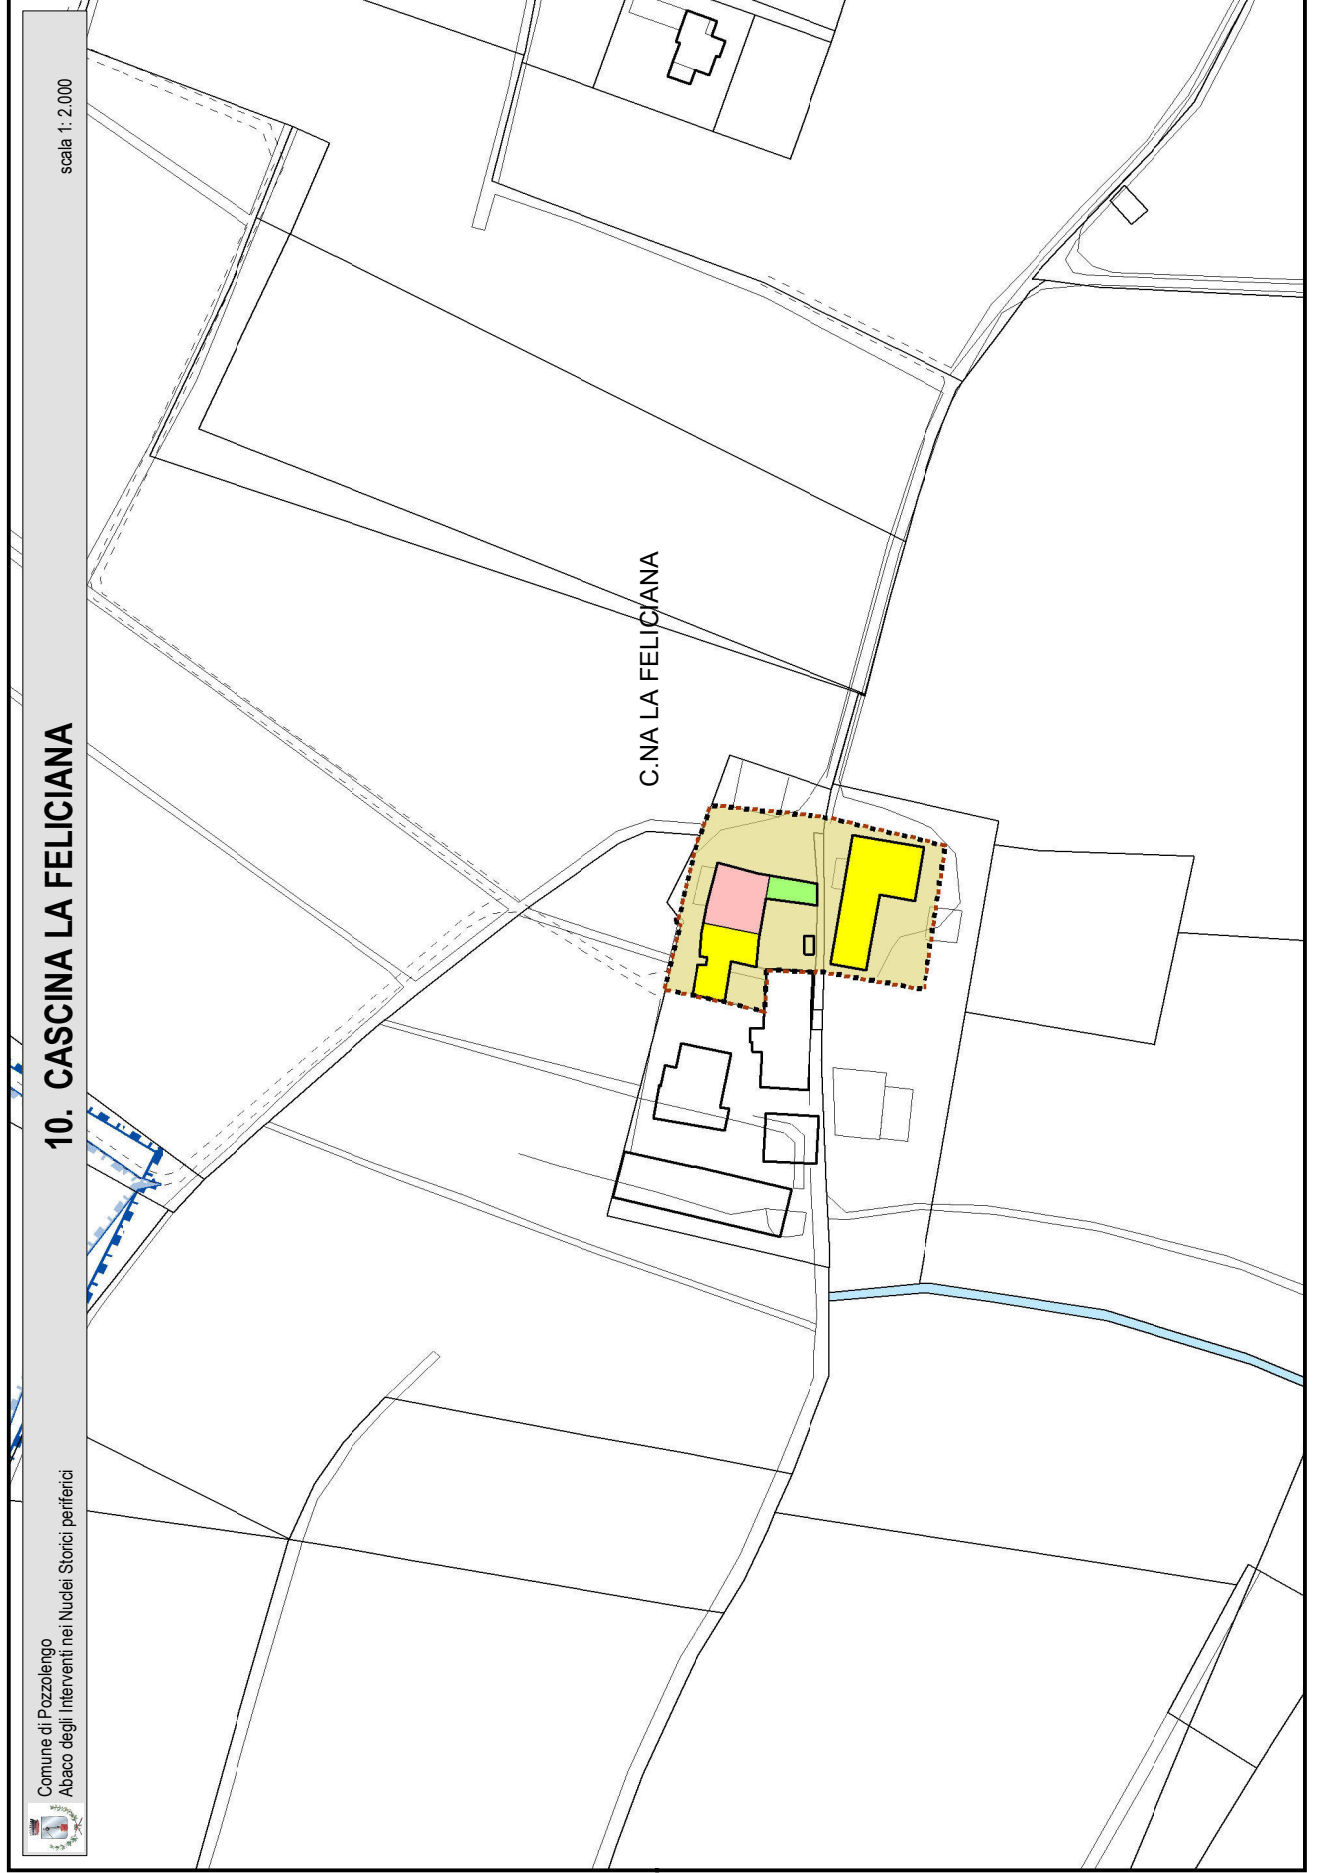 Comune di Pozzolengo
Abaco degli Interventi nei Nuclei Storici periferici
10. CASCINA LA FELICIANA
scala 1: 2.000
C.NA LA FELICIANA